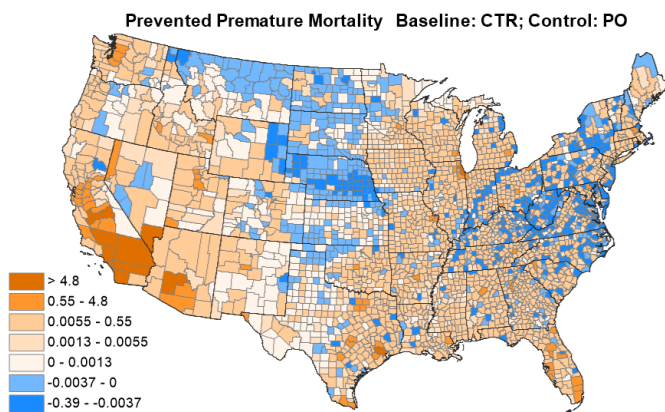 Prevented Premature Mortality   Baseline: CTR; Control: PO
> 4.8
0.55 - 4.8
0.0055 - 0.55
0.0013 - 0.0055
0 - 0.0013
-0.0037 - 0
-0.39 - -0.0037